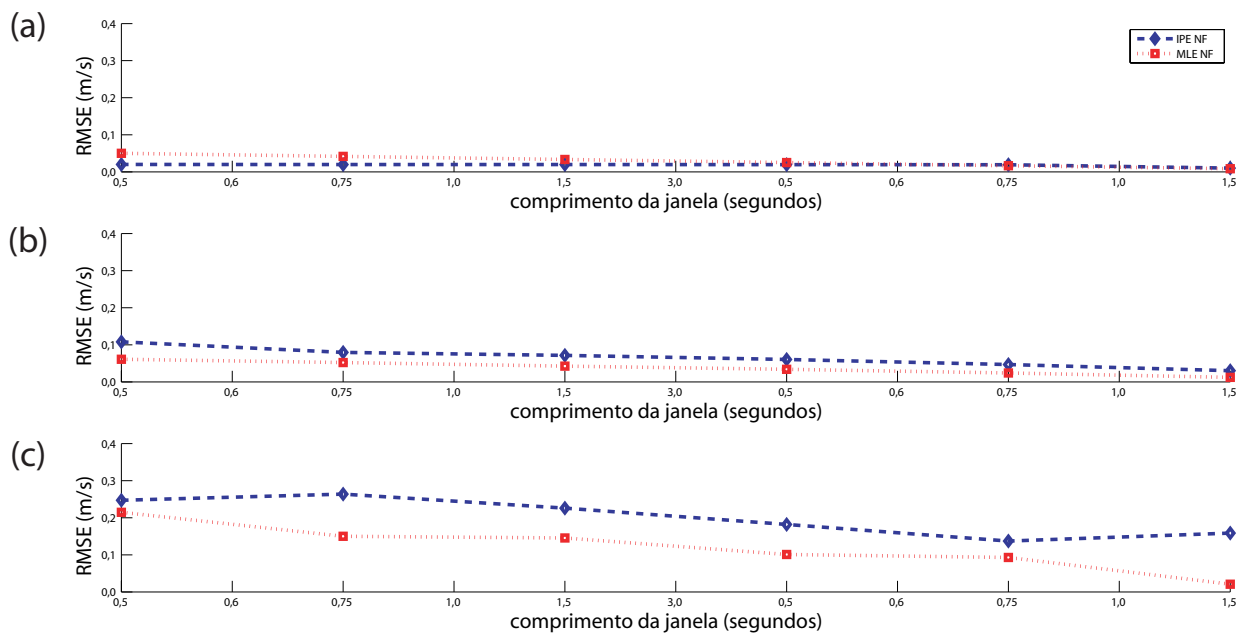 (a)
RMSE (m/s)
0,4
0,3
0,2
0,1
0,0
0,5 0,6 0,75 1,0 1,5 3,0 0,5 0,6 0,75 1,0 1,5
comprimento da janela (segundos)
IPE NF
MLE NF
(b)
RMSE (m/s)
0,4
0,3
0,2
0,1
0,0
0,5 0,6 0,75 1,0 1,5 3,0 0,5 0,6 0,75 1,0 1,5
comprimento da janela (segundos)
(c)
RMSE (m/s)
0,4
0,3
0,2
0,1
0,0
0,5 0,6 0,75 1,0 1,5 3,0 0,5 0,6 0,75 1,0 1,5
comprimento da janela (segundos)